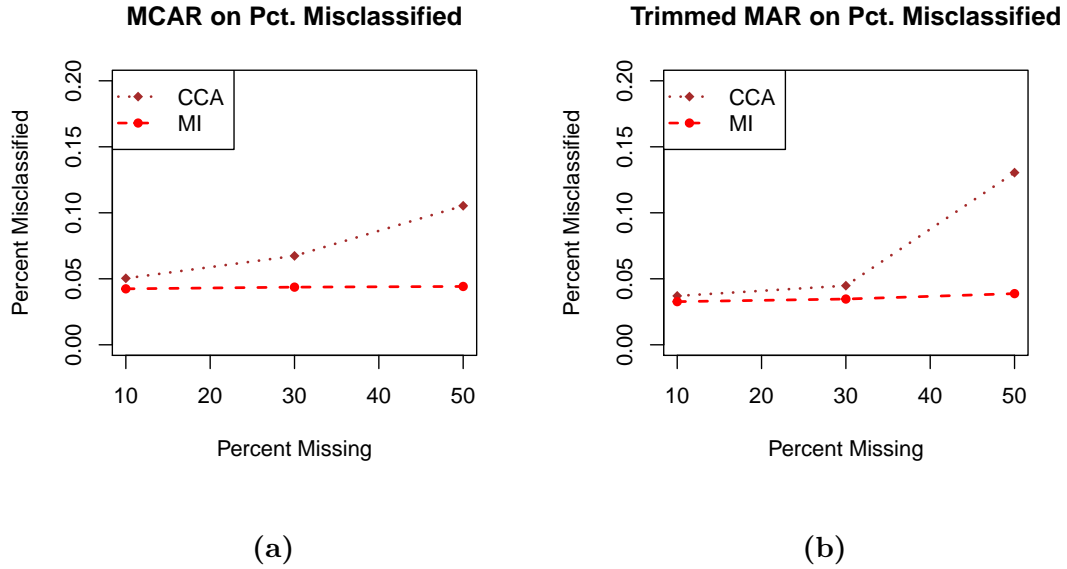 MCAR on Pct. Misclassified
CCA
MI
0.20
0.15
0.10
0.05
0.00
Percent Misclassified
10 20 30 40 50
Percent Missing
(a)
Trimmed MAR on Pct. Misclassified
CCA
MI
0.20
0.15
0.10
0.05
0.00
Percent Misclassified
10 20 30 40 50
Percent Missing
(b)